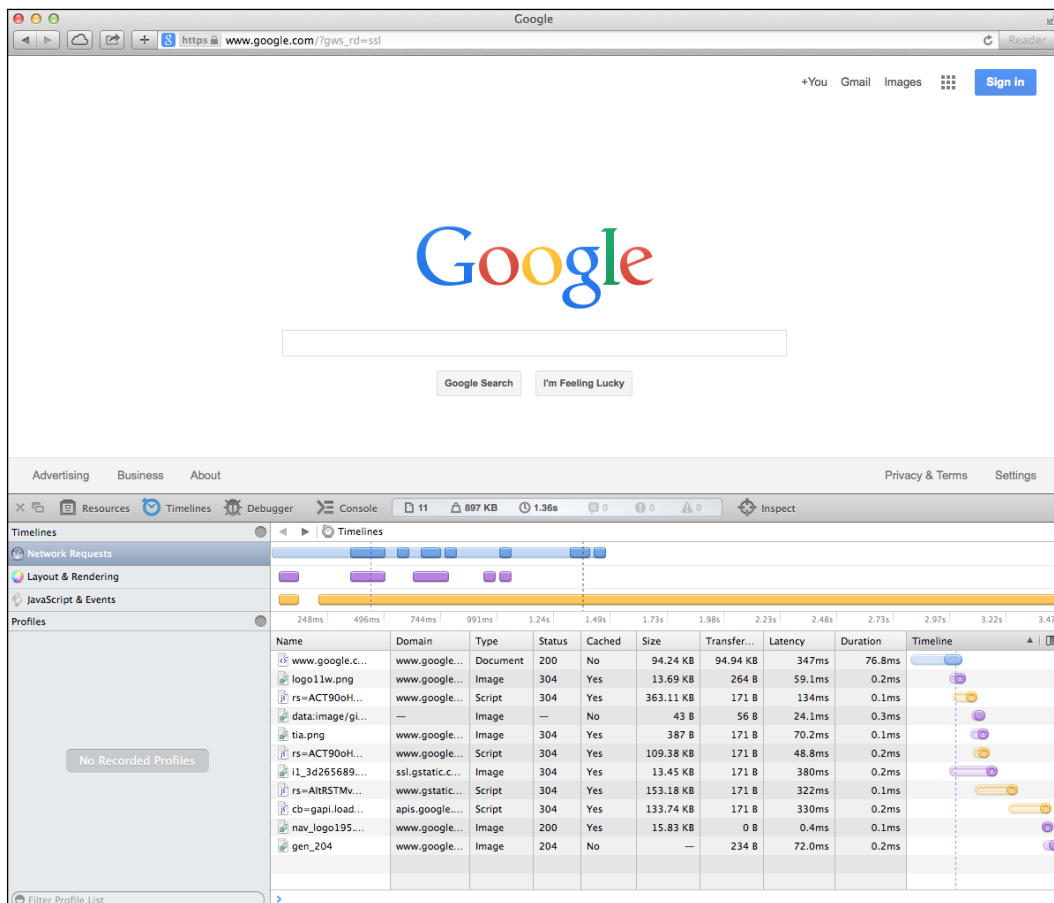 Google
https www.google.com/?gws_rd=ssl Reader
+You Gmail Images Sign in
Google
Google Search I'm Feeling Lucky
Advertising Business About Privacy & Terms Settings
Resources Timelines Debugger Console 11 897 KB 1.36s 0 0 0 Inspect
Timelines Timelines
Network Requests
Layout & Rendering
JavaScript & Events
Profiles 248ms 496ms 744ms 991ms 1.24s 1.49s 1.73s 1.98s 2.23s 2.48s 2.73s 2.97s 3.22s 3.47
Name Domain Type Status Cached Size Transfer... Latency Duration Timeline
www.google.c... www.google... Document 200 No 94.24 KB 94.94 KB 347ms 76.8ms
logo11w.png www.google... Image 304 Yes 13.69 KB 264 B 59.1ms 0.2ms
rs=ACT90oH... www.google... Script 304 Yes 363.11 KB 171 B 134ms 0.1ms
data:image/gi... — Image — No 43 B 56 B 24.1ms 0.3ms
tia.png www.google... Image 304 Yes 387 B 171 B 70.2ms 0.1ms
rs=ACT90oH... www.google... Script 304 Yes 109.38 KB 171 B 48.8ms 0.2ms
i1_3d265689.... ssl.gstatic.c... Image 304 Yes 13.45 KB 171 B 380ms 0.2ms
rs=AltRSTMv... www.gstatic... Script 304 Yes 153.18 KB 171 B 322ms 0.1ms
cb=gapi.load... apis.google.... Script 304 Yes 133.74 KB 171 B 330ms 0.2ms
nav_logo195.... www.google... Image 200 Yes 15.83 KB 0 B 0.4ms 0.1ms
gen_204 www.google... Image 204 No — 234 B 72.0ms 0.2ms
No Recorded Profiles
Filter Profile List